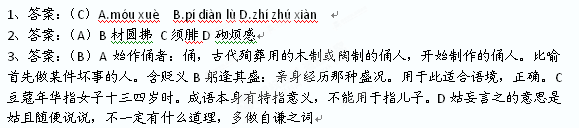 1、答案：（C）A.móu xuè B.pí diàn lù D.zhí zhú xiàn
2、答案：（A）B 材圆拂 C 须腓 D 砌烦感
3、答案：（B）A 始作俑者：俑，古代殉葬用的木制或陶制的俑人，开始制作的俑人。比喻
首先做某件坏事的人。含贬义 B 躬逢其盛：亲身经历那种盛况。用于此适合语境，正确。C
豆蔻年华指女子十三四岁时。成语本身有特指意义，不能用于指儿子。D 姑妄言之的意思是
姑且随便说说，不一定有什么道理，多做自谦之词